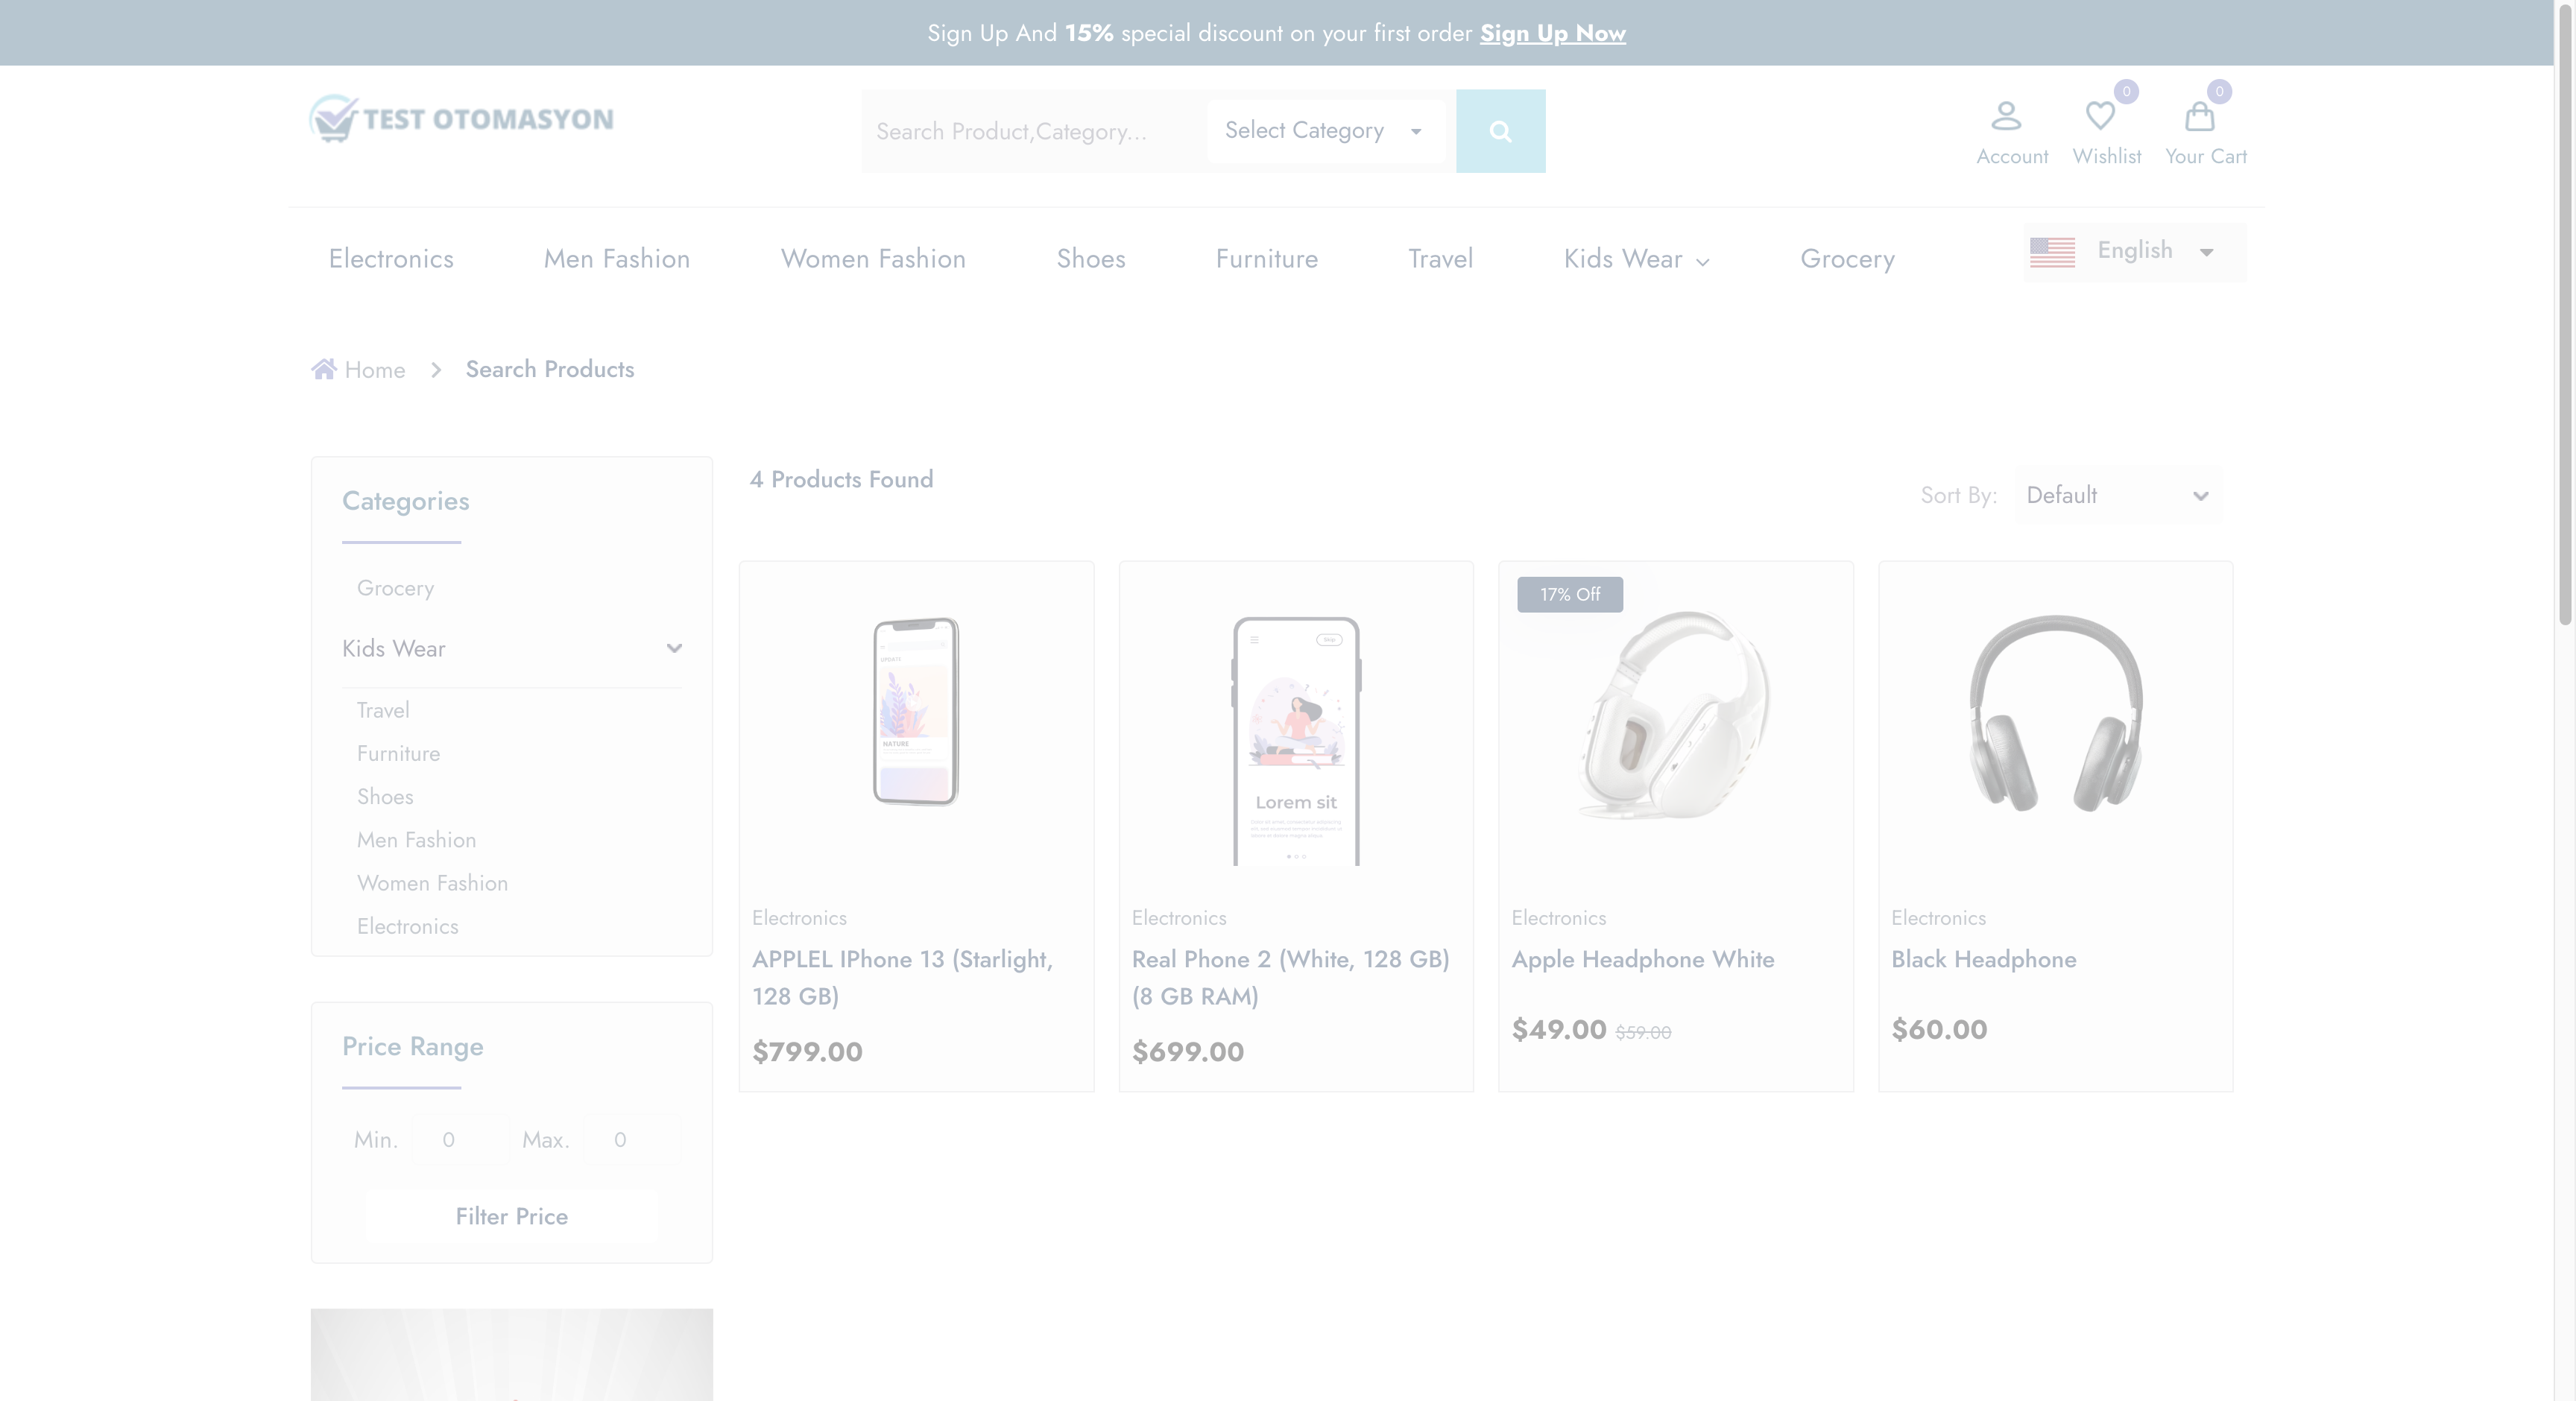 Sign Up And 15% special discount on your first order Sign Up Now
TEST OTOMASYON
Search Product,Category...
Select Category
0
0
Account
Wishlist
Your Cart
Electronics
Men Fashion
Women Fashion
Shoes
Furniture
Travel
Kids Wear
Grocery
English
Home
Search Products
Categories
Grocery
Kids Wear
Travel
Furniture
Shoes
Men Fashion
Women Fashion
Electronics
Price Range
Min. 0 Max. 0
Filter Price
4 Products Found
Sort By: Default
UPDATE
NATURE
Electronics
APPLEL IPhone 13 (Starlight,
128 GB)
$799.00
Skip
Lorem sit
Electronics
Real Phone 2 (White, 128 GB)
(8 GB RAM)
$699.00
17% Off
Electronics
Apple Headphone White
$49.00 $59.00
Electronics
Black Headphone
$60.00